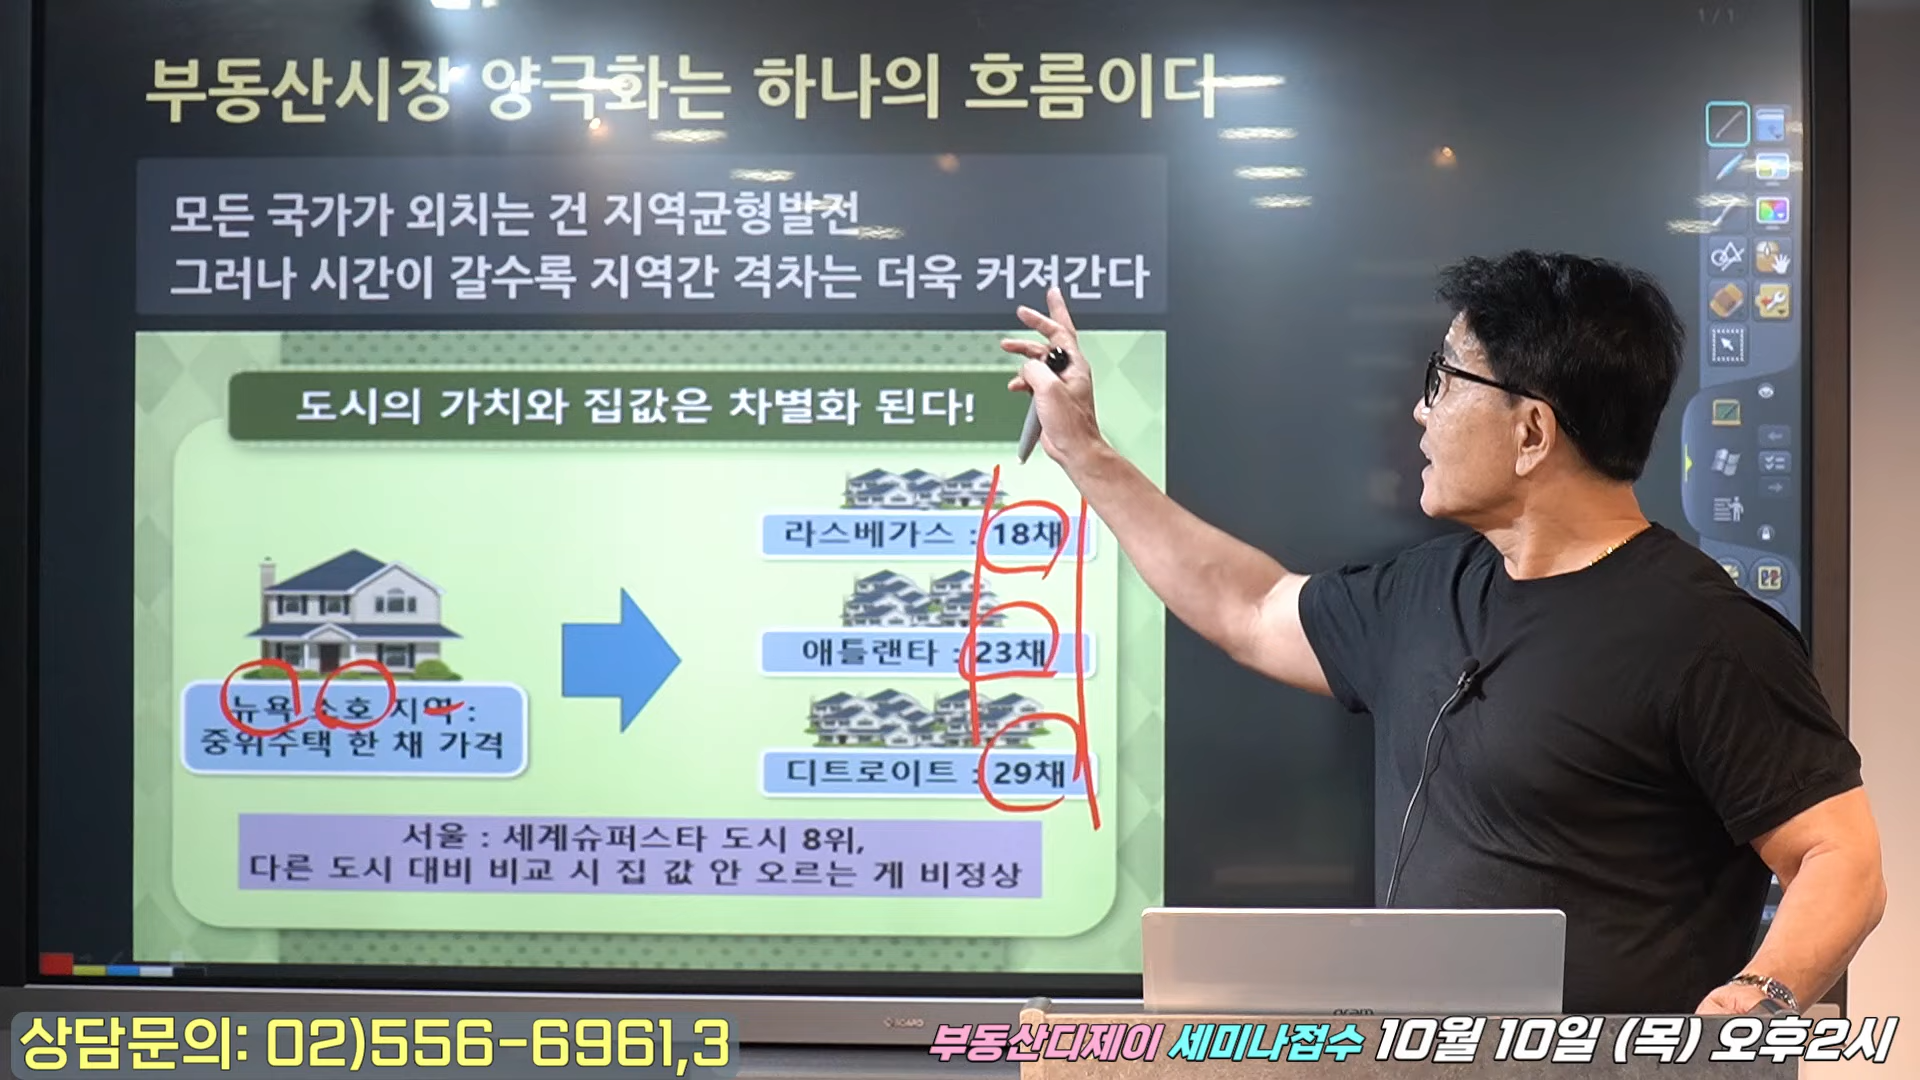 1/1
부동산시장 양극화는 하나의 흐름이다
모든 국가가 외치는 건 지역균형발전
그러나 시간이 갈수록 지역간 격차는 더욱 커져간다
도시의 가치와 집값은 차별화 된다!
라스베가스 : 18채
애틀랜타 : 23채
뉴욕 소호 지역 :
중위주택 한 채 가격
디트로이트 : 29채
서울 : 세계슈퍼스타 도시 8위,
다른 도시 대비 비교 시 집 값 안 오르는 게 비정상
gram
상담문의: 02)556-6961,3
부동산디제이 세미나접수 10월 10일 (목) 오후2시